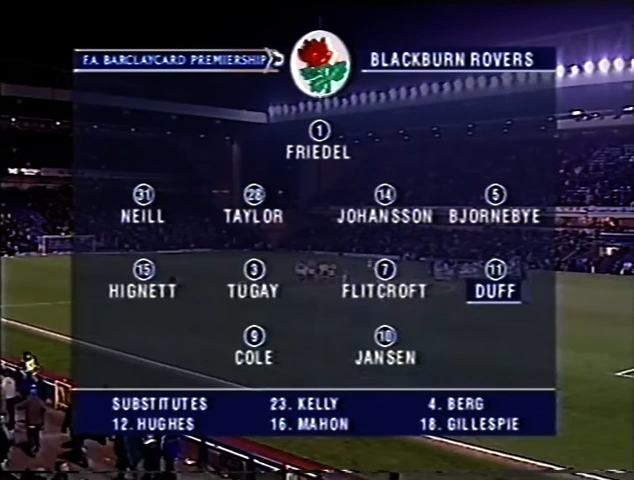 F.A. BARCLAYCARD PREMIERSHIP
BLACKBURN ROVERS
1
FRIEDEL
31 28 14 5
NEILL TAYLOR JOHANSSON BJORNEBYE
15 3 7 11
HIGNETT TUGAY FLITCROFT DUFF
9 10
COLE JANSEN
SUBSTITUTES 23. KELLY 4. BERG
12. HUGHES 16. MAHON 18. GILLESPIE